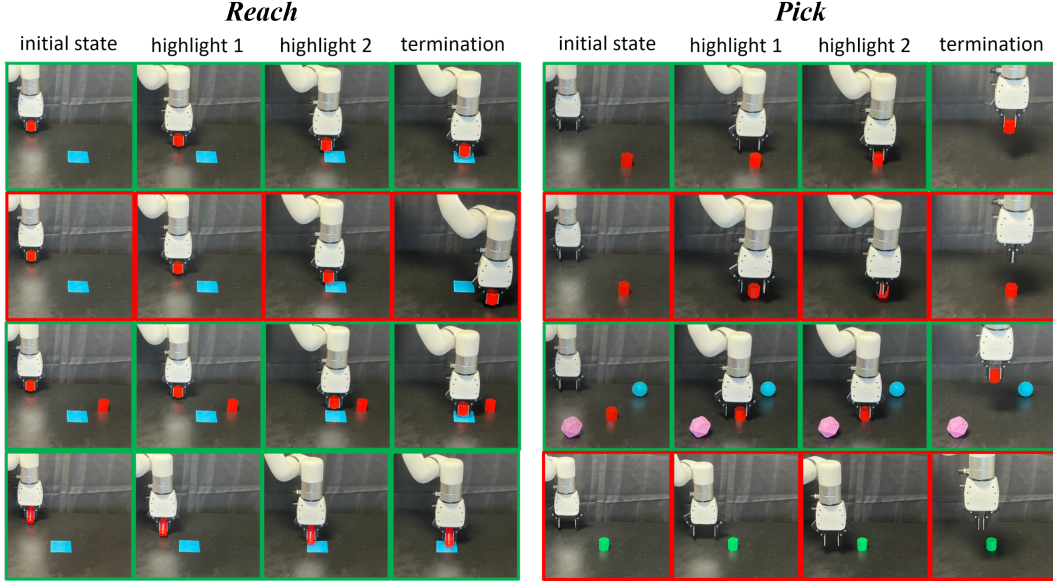 Reach
Pick
initial state highlight 1 highlight 2 termination
initial state highlight 1 highlight 2 termination